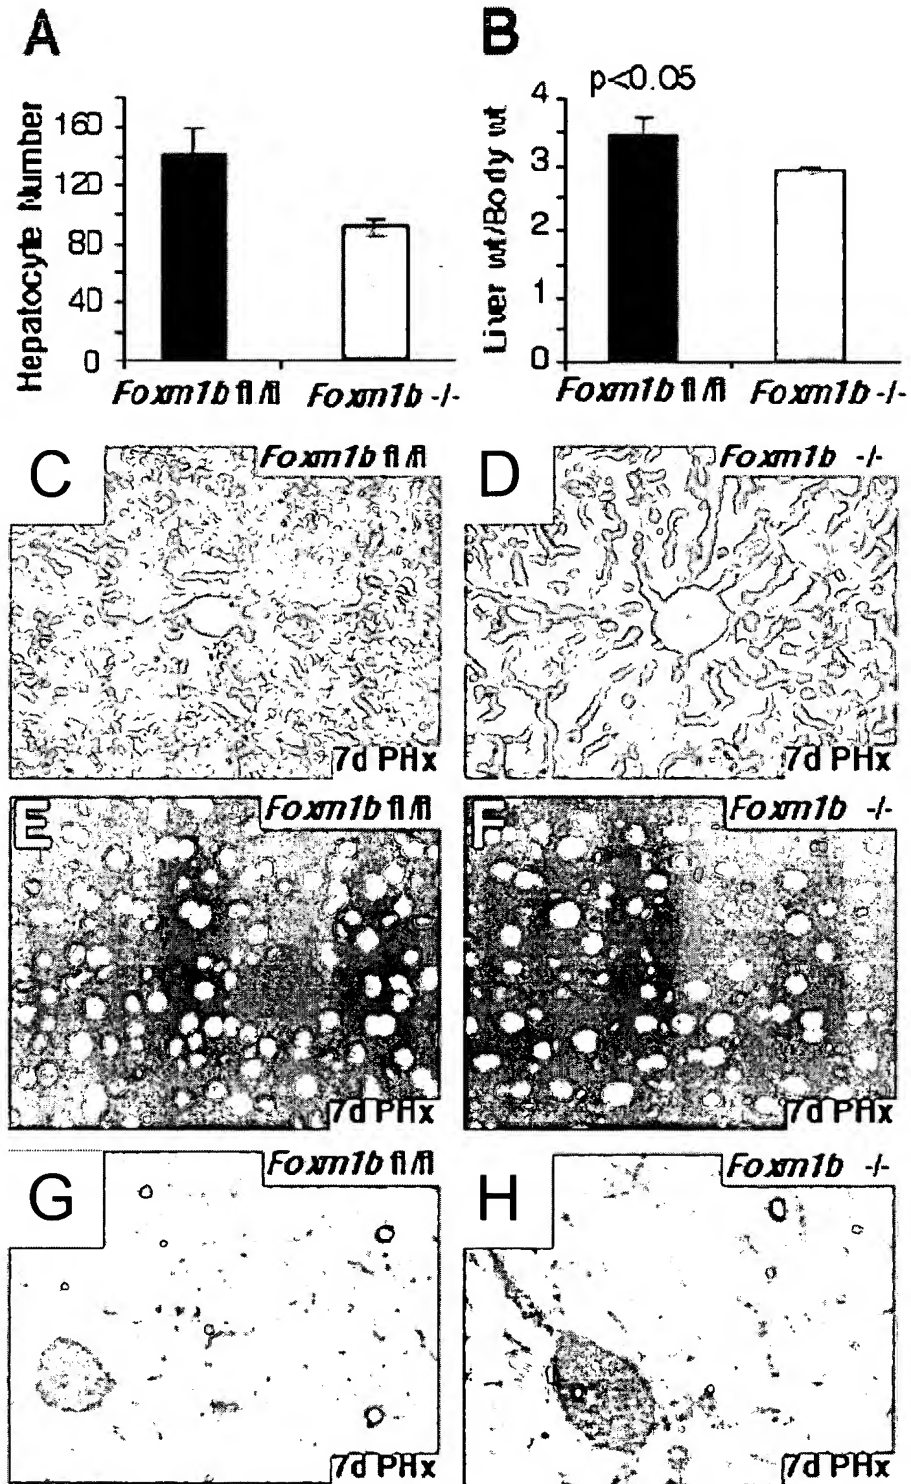 A
Hepatocyte Number
160
120
80
40
0
Foxm1b fl/fl Foxm1b -/-
B
p<0.05
Liver wt/Body wt
4
3
2
1
0
Foxm1b fl/fl Foxm1b -/-
C
Foxm1b fl/fl
7d PHx
D
Foxm1b -/-
7d PHx
E
Foxm1b fl/fl
7d PHx
F
Foxm1b -/-
7d PHx
G
Foxm1b fl/fl
7d PHx
H
Foxm1b -/-
7d PHx